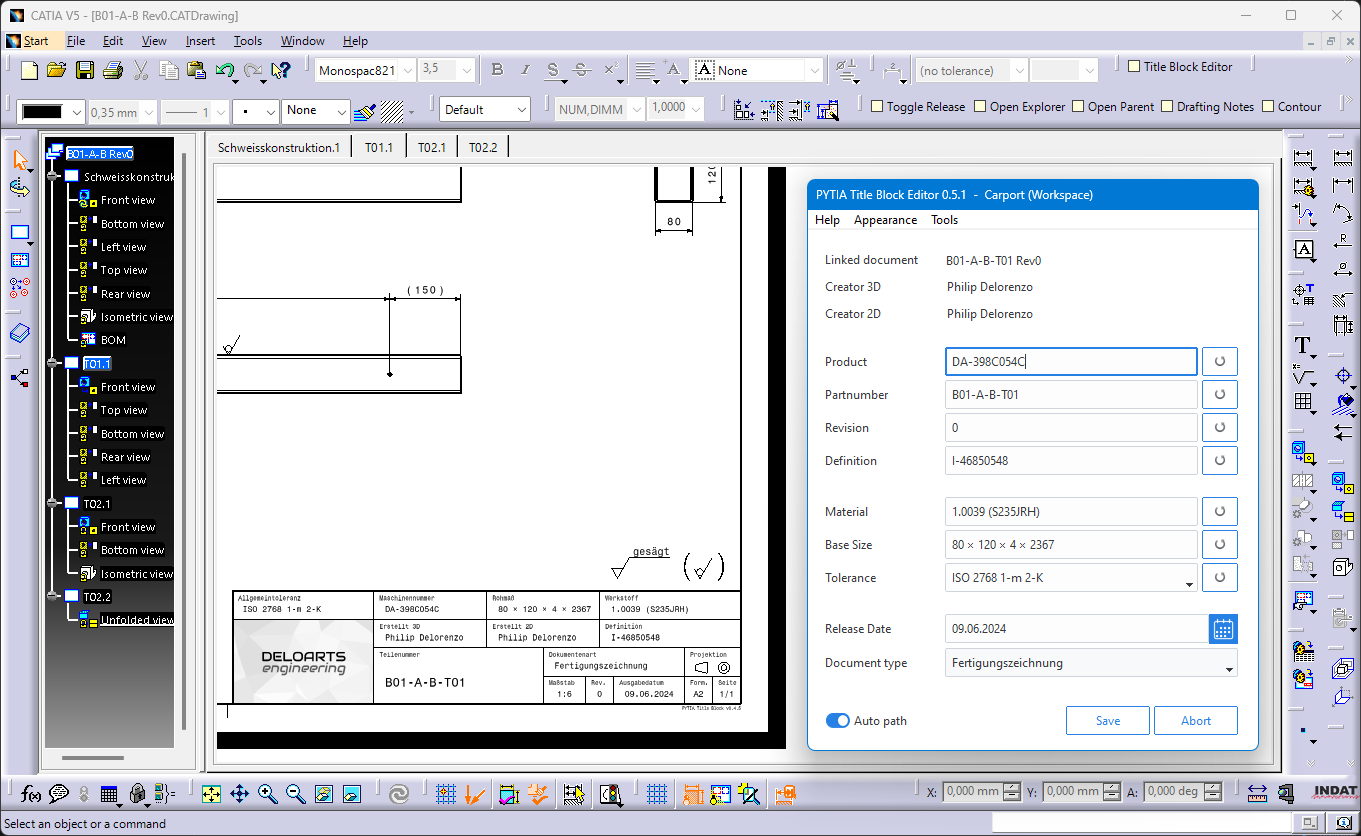 CATIA V5 - [B01-A-B Rev0.CATDrawing]
Start File Edit View Insert Tools Window Help
Monospac821 3,5 B I S S X None (no tolerance) Title Block Editor
0,35 mm 1 None Default NUM,DIMM 1,0000 Toggle Release Open Explorer Open Parent Drafting Notes Contour
B01-A-B Rev0
Schweisskonstruk
Front view
Bottom view
Left view
Top view
Rear view
Isometric view
BOM
T01.1
Front view
Top view
Bottom view
Rear view
Left view
T02.1
Front view
Bottom view
Isometric view
T02.2
Unfolded view
Schweisskonstruktion.1 T01.1 T02.1 T02.2
120
80
(150)
gesägt
Allgemeintoleranz Maschinennummer Rohmaß Werkstoff
ISO 2768 1-m 2-K DA-398C054C 80 × 120 × 4 × 2367 1.0039 (S235JRH)
Erstellt 3D Erstellt 2D Definition
Philip Delorenzo Philip Delorenzo I-46850548
DELOARTS
engineering
Teilenummer Dokumentenart Projektion
Fertigungszeichnung
B01-A-B-T01
Maßstab Rev. Ausgabedatum Form. Seite
1:6 0 09.06.2024 A2 1/1
PYTIA Title Block v0.4.5
PYTIA Title Block Editor 0.5.1 - Carport (Workspace)
Help Appearance Tools
Linked document B01-A-B-T01 Rev0
Creator 3D Philip Delorenzo
Creator 2D Philip Delorenzo
Product DA-398C054C
Partnumber B01-A-B-T01
Revision 0
Definition I-46850548
Material 1.0039 (S235JRH)
Base Size 80 × 120 × 4 × 2367
Tolerance ISO 2768 1-m 2-K
Release Date 09.06.2024
Document type Fertigungszeichnung
Auto path Save Abort
f(x) X: 0,000 mm Y: 0,000 mm A: 0,000 deg INDAT
Select an object or a command